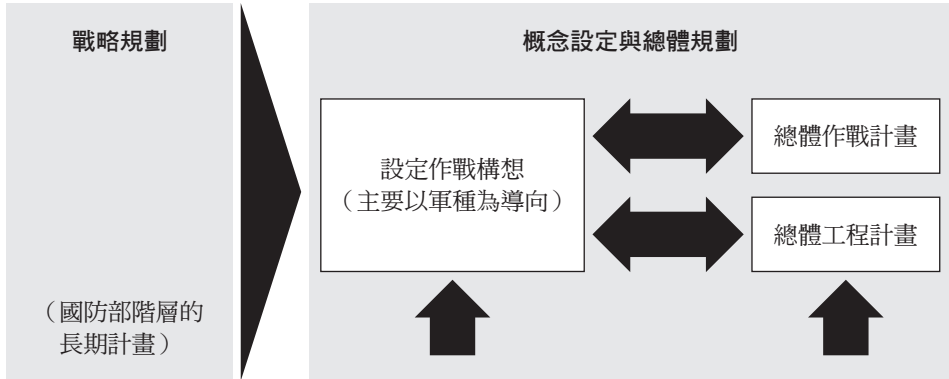 戰略規劃
（國防部階層的
長期計畫）
概念設定與總體規劃
設定作戰構想
（主要以軍種為導向）
總體作戰計畫
總體工程計畫